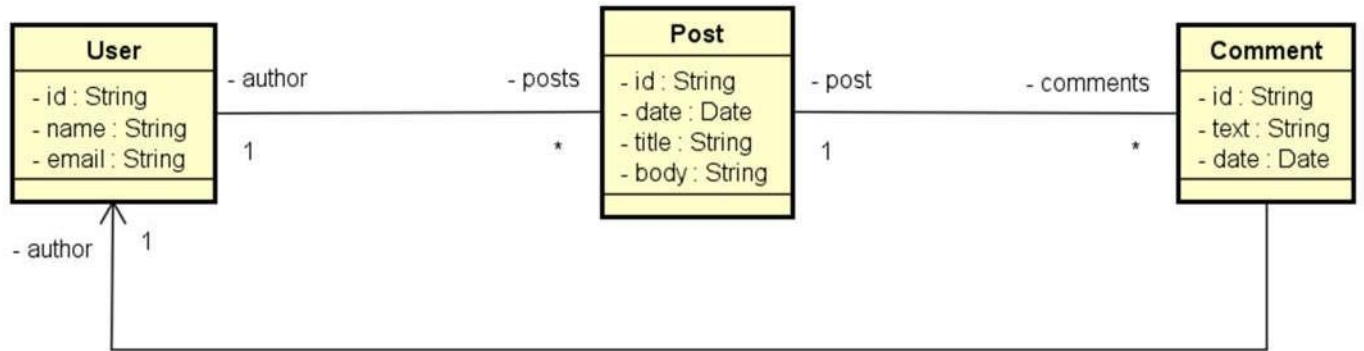 User
- id : String
- name : String
- email : String
- author
1
- posts
*
Post
- id : String
- date : Date
- title : String
- body : String
- post
1
- comments
*
Comment
- id : String
- text : String
- date : Date
- author
1